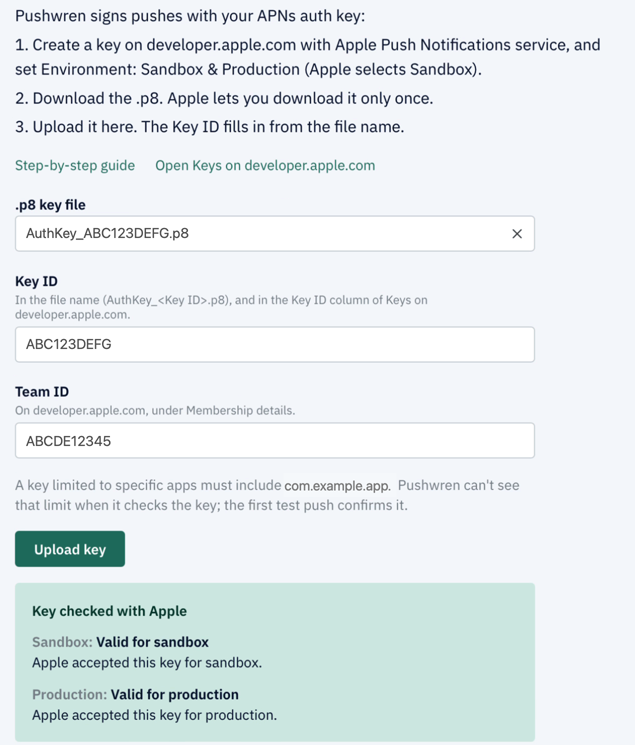 Pushwren signs pushes with your APNs auth key:
1. Create a key on developer.apple.com with Apple Push Notifications service, and
set Environment: Sandbox & Production (Apple selects Sandbox).
2. Download the .p8. Apple lets you download it only once.
3. Upload it here. The Key ID fills in from the file name.
Step-by-step guide Open Keys on developer.apple.com
.p8 key file
AuthKey_ABC123DEFG.p8
Key ID
In the file name (AuthKey_<Key ID>.p8), and in the Key ID column of Keys on
developer.apple.com.
ABC123DEFG
Team ID
On developer.apple.com, under Membership details.
ABCDE12345
A key limited to specific apps must include com.example.app. Pushwren can't see
that limit when it checks the key; the first test push confirms it.
Upload key
Key checked with Apple
Sandbox: Valid for sandbox
Apple accepted this key for sandbox.
Production: Valid for production
Apple accepted this key for production.